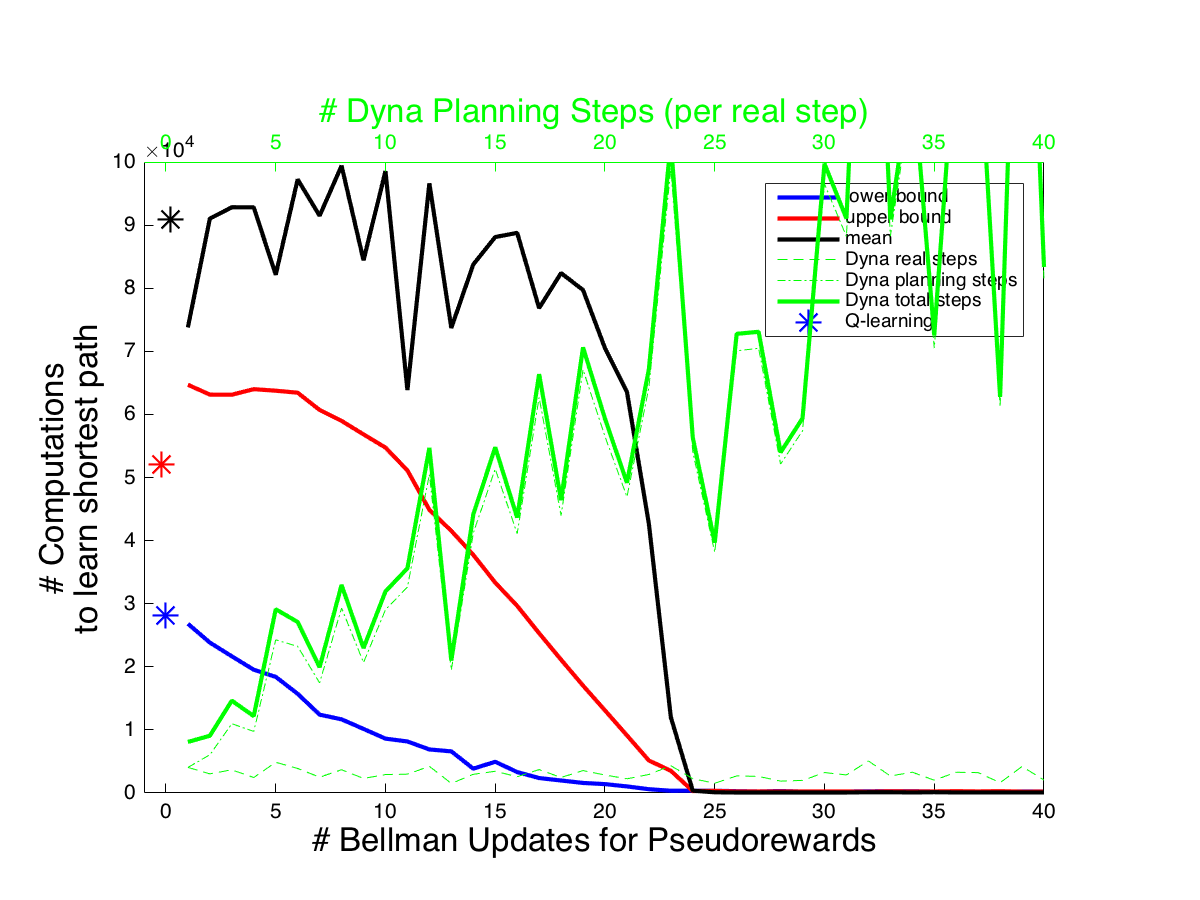 # Dyna Planning Steps (per real step)
0 5 10 15 20 25 30 35 40
×10^4
10
9
8
7
6
5
4
3
2
1
0
# Computations
to learn shortest path
lower bound
upper bound
mean
Dyna real steps
Dyna planning steps
Dyna total steps
Q-learning
0 5 10 15 20 25 30 35 40
# Bellman Updates for Pseudorewards